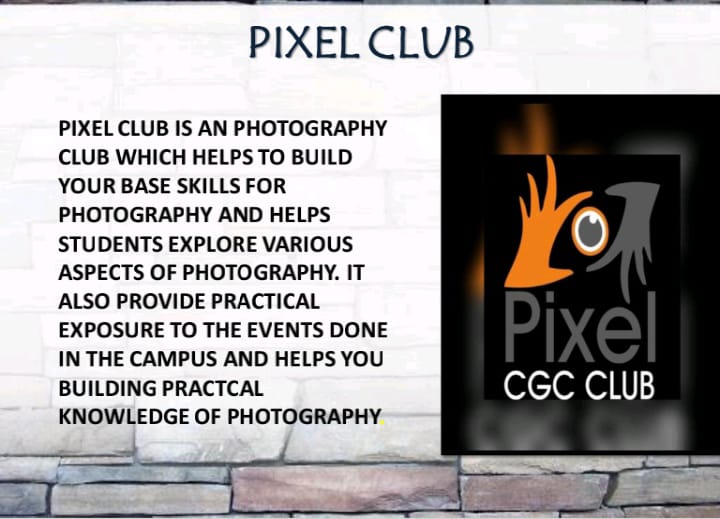 PIXEL CLUB
PIXEL CLUB IS AN PHOTOGRAPHY
CLUB WHICH HELPS TO BUILD
YOUR BASE SKILLS FOR
PHOTOGRAPHY AND HELPS
STUDENTS EXPLORE VARIOUS
ASPECTS OF PHOTOGRAPHY. IT
ALSO PROVIDE PRACTICAL
EXPOSURE TO THE EVENTS DONE
IN THE CAMPUS AND HELPS YOU
BUILDING PRACTCAL
KNOWLEDGE OF PHOTOGRAPHY.
Pixel
CGC CLUB